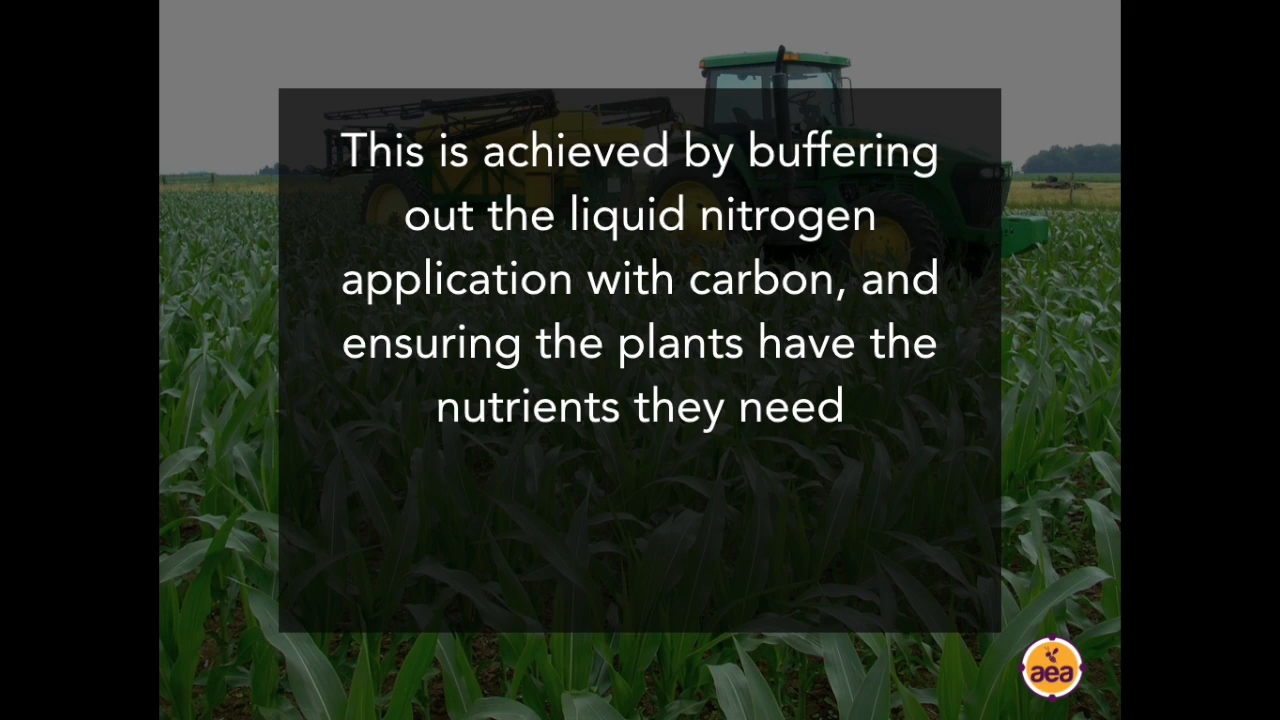 This is achieved by buffering
out the liquid nitrogen
application with carbon, and
ensuring the plants have the
nutrients they need
aea